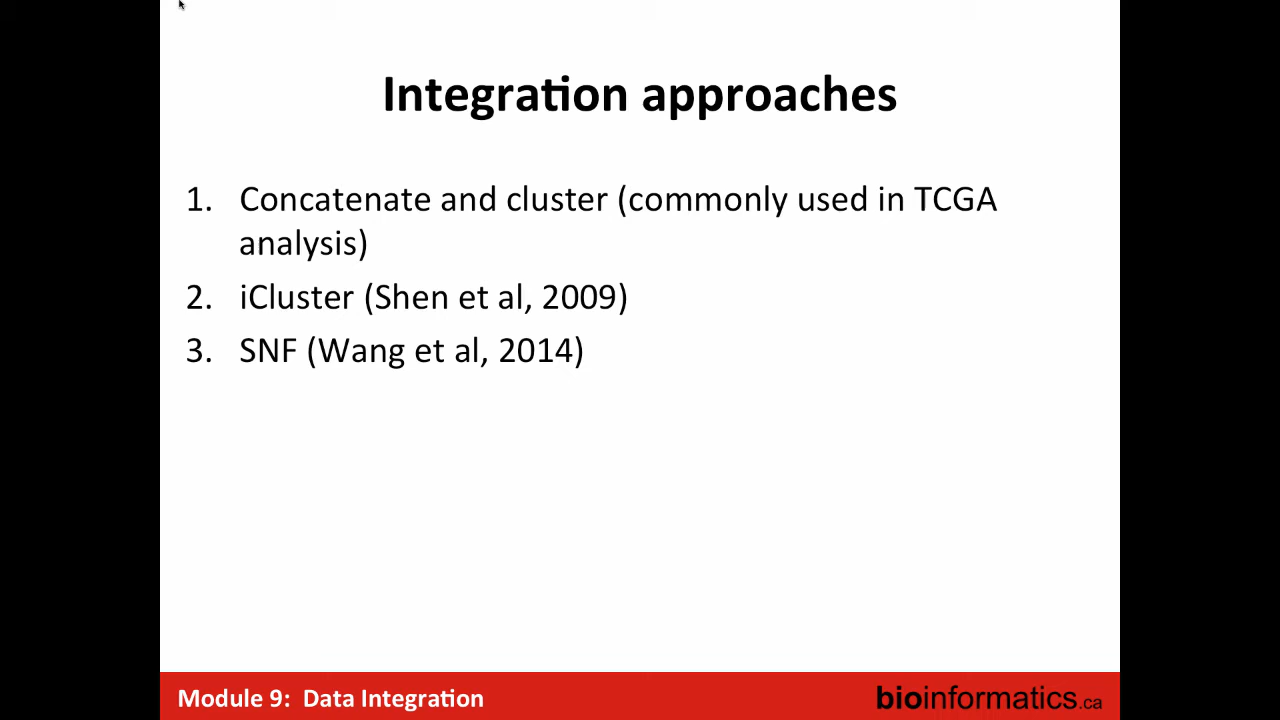 Integration approaches
1. Concatenate and cluster (commonly used in TCGA
analysis)
2. iCluster (Shen et al, 2009)
3. SNF (Wang et al, 2014)
Module 9: Data Integration
bioinformatics.ca